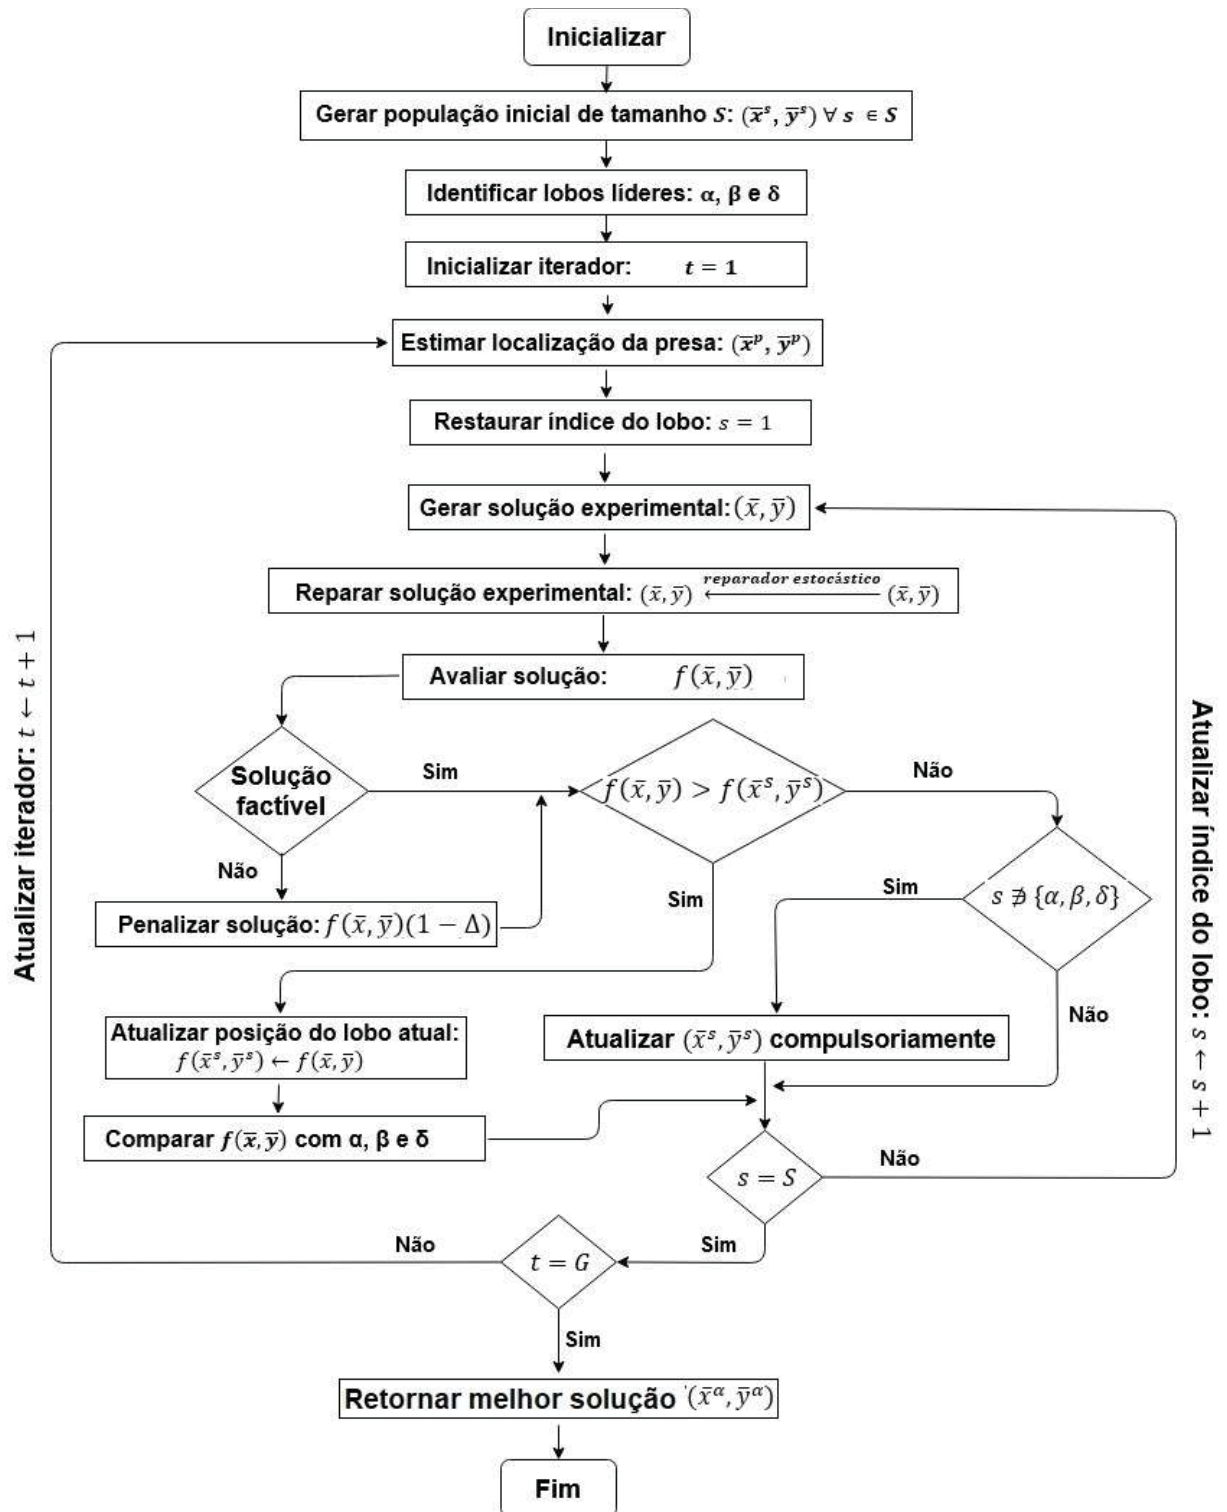 Inicializar
Gerar população inicial de tamanho S: (x̄ˢ, ȳˢ) ∀ s ∈ S
Identificar lobos líderes: α, β e δ
Inicializar iterador: t = 1
Estimar localização da presa: (x̄ᵖ, ȳᵖ)
Restaurar índice do lobo: s = 1
Gerar solução experimental: (x̄, ȳ)
reparador estocástico
Reparar solução experimental: (x̄, ȳ) ⟵ (x̄, ȳ)
Avaliar solução: f(x̄, ȳ)
Solução
factível
Sim
Não
Penalizar solução: f(x̄, ȳ)(1 − Δ)
f(x̄, ȳ) > f(x̄ˢ, ȳˢ)
Não
Sim
s ∌ {α, β, δ}
Sim
Não
Atualizar posição do lobo atual:
f(x̄ˢ, ȳˢ) ← f(x̄, ȳ)
Atualizar (x̄ˢ, ȳˢ) compulsoriamente
Comparar f(x̄, ȳ) com α, β e δ
s = S
Não
Sim
t = G
Não
Sim
Retornar melhor solução (x̄ᵅ, ȳᵅ)
Fim
Atualizar iterador: t ← t + 1
Atualizar índice do lobo: s ← s + 1